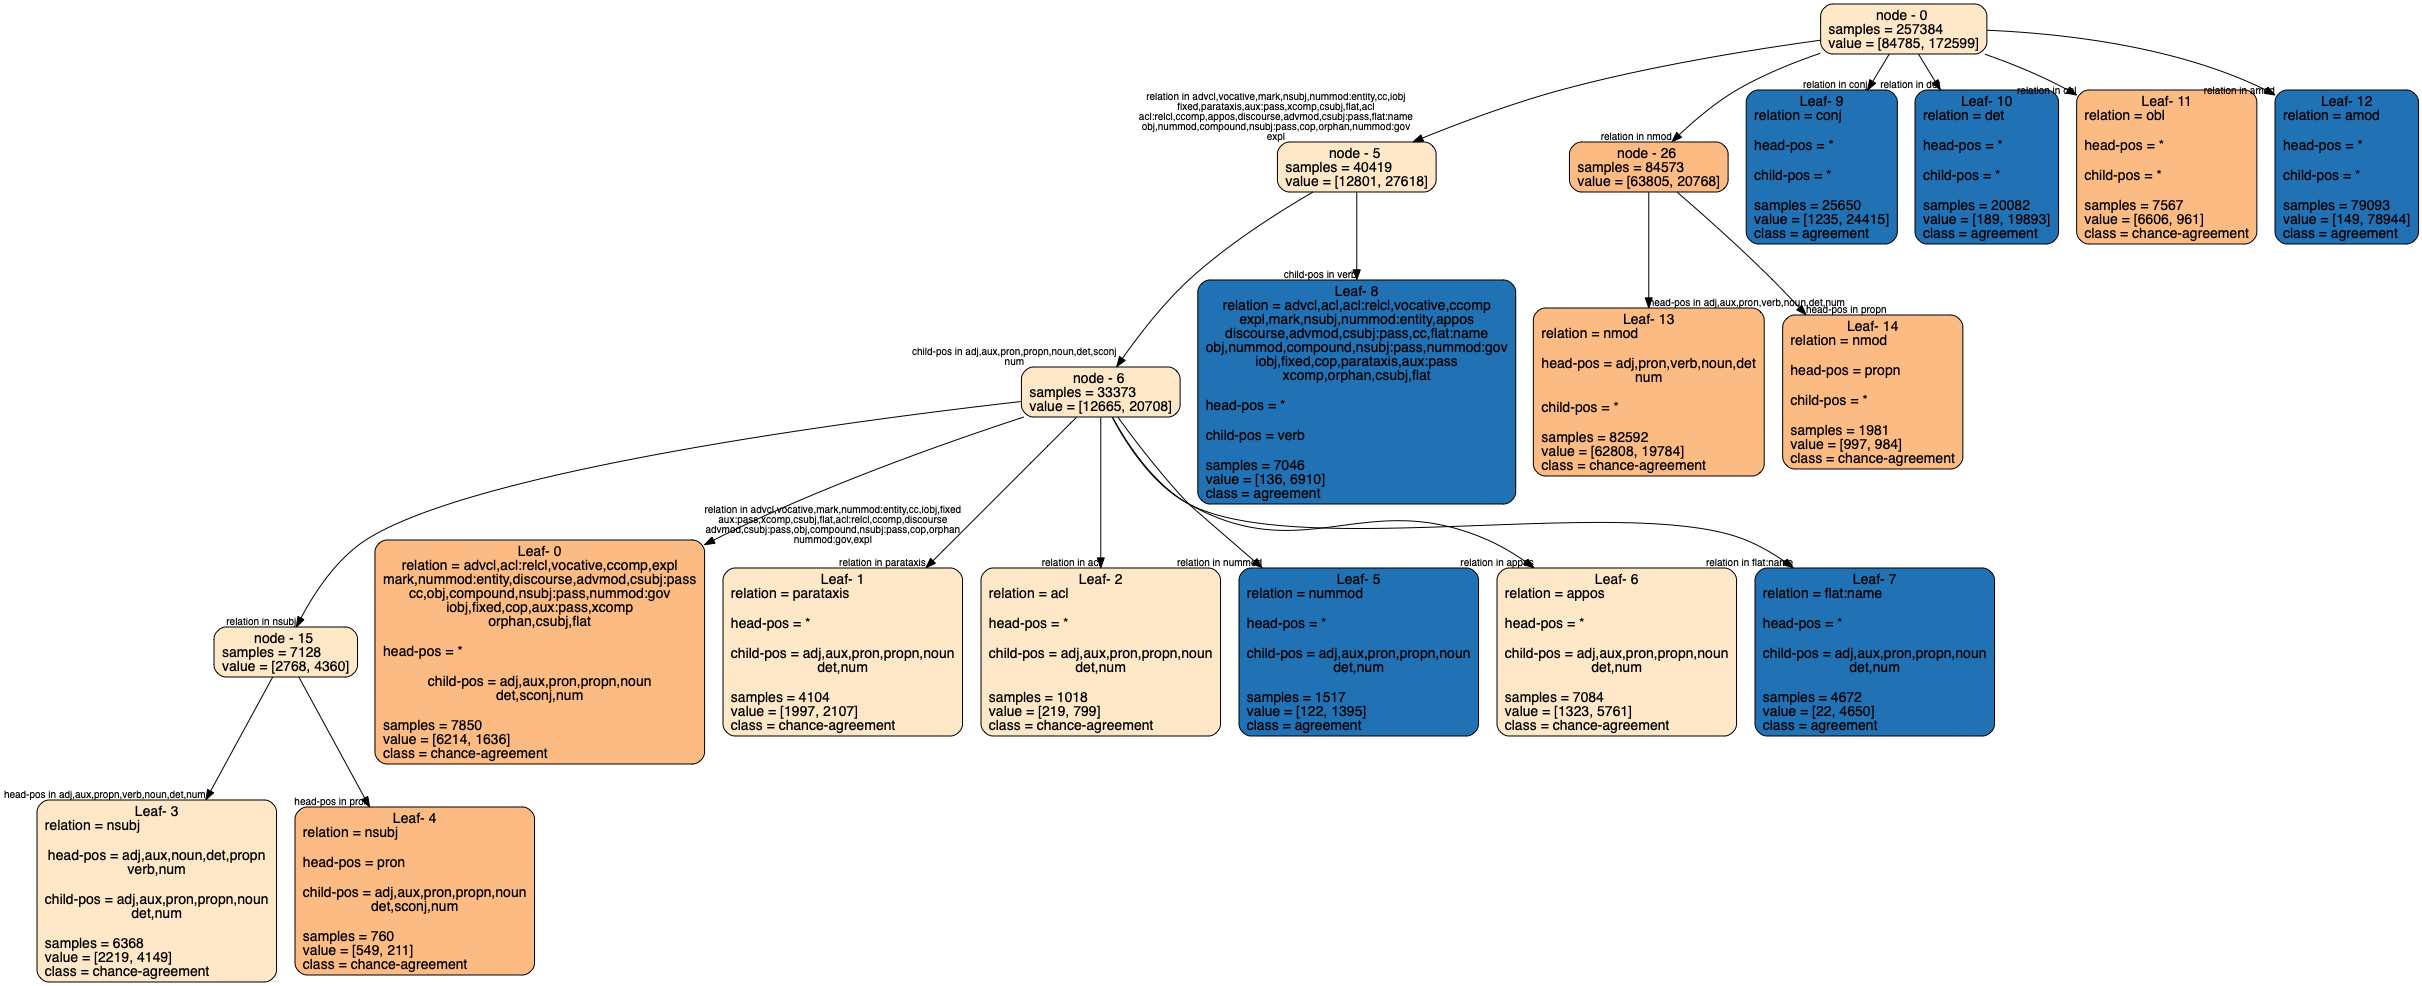 node - 0
samples = 257384
value = [84785, 172599]
relation in advcl,vocative,mark,nsubj,nummod:entity,cc,iobj
fixed,parataxis,aux:pass,xcomp,csubj,flat,acl
acl:relcl,ccomp,appos,discourse,advmod,csubj:pass,flat:name
obj,nummod,compound,nsubj:pass,cop,orphan,nummod:gov
expl
node - 5
samples = 40419
value = [12801, 27618]
relation in nmod
node - 26
samples = 84573
value = [63805, 20768]
relation in conj
Leaf- 9
relation = conj
head-pos = *
child-pos = *
samples = 25650
value = [1235, 24415]
class = agreement
relation in det
Leaf- 10
relation = det
head-pos = *
child-pos = *
samples = 20082
value = [189, 19893]
class = agreement
relation in obl
Leaf- 11
relation = obl
head-pos = *
child-pos = *
samples = 7567
value = [6606, 961]
class = chance-agreement
relation in amod
Leaf- 12
relation = amod
head-pos = *
child-pos = *
samples = 79093
value = [149, 78944]
class = agreement
child-pos in adj,aux,pron,propn,noun,det,sconj
num
node - 6
samples = 33373
value = [12665, 20708]
child-pos in verb
Leaf- 8
relation = advcl,acl,acl:relcl,vocative,ccomp
expl,mark,nsubj,nummod:entity,appos
discourse,advmod,csubj:pass,cc,flat:name
obj,nummod,compound,nsubj:pass,nummod:gov
iobj,fixed,cop,parataxis,aux:pass
xcomp,orphan,csubj,flat
head-pos = *
child-pos = verb
samples = 7046
value = [136, 6910]
class = agreement
head-pos in adj,aux,pron,verb,noun,det,num
Leaf- 13
relation = nmod
head-pos = adj,pron,verb,noun,det
num
child-pos = *
samples = 82592
value = [62808, 19784]
class = chance-agreement
head-pos in propn
Leaf- 14
relation = nmod
head-pos = propn
child-pos = *
samples = 1981
value = [997, 984]
class = chance-agreement
relation in nsubj
node - 15
samples = 7128
value = [2768, 4360]
relation in advcl,vocative,mark,nummod:entity,cc,iobj,fixed
aux:pass,xcomp,csubj,flat,acl:relcl,ccomp,discourse
advmod,csubj:pass,obj,compound,nsubj:pass,cop,orphan
nummod:gov,expl
Leaf- 0
relation = advcl,acl:relcl,vocative,ccomp,expl
mark,nummod:entity,discourse,advmod,csubj:pass
cc,obj,compound,nsubj:pass,nummod:gov
iobj,fixed,cop,aux:pass,xcomp
orphan,csubj,flat
head-pos = *
child-pos = adj,aux,pron,propn,noun
det,sconj,num
samples = 7850
value = [6214, 1636]
class = chance-agreement
relation in parataxis
Leaf- 1
relation = parataxis
head-pos = *
child-pos = adj,aux,pron,propn,noun
det,num
samples = 4104
value = [1997, 2107]
class = chance-agreement
relation in acl
Leaf- 2
relation = acl
head-pos = *
child-pos = adj,aux,pron,propn,noun
det,num
samples = 1018
value = [219, 799]
class = chance-agreement
relation in nummod
Leaf- 5
relation = nummod
head-pos = *
child-pos = adj,aux,pron,propn,noun
det,num
samples = 1517
value = [122, 1395]
class = agreement
relation in appos
Leaf- 6
relation = appos
head-pos = *
child-pos = adj,aux,pron,propn,noun
det,num
samples = 7084
value = [1323, 5761]
class = chance-agreement
relation in flat:name
Leaf- 7
relation = flat:name
head-pos = *
child-pos = adj,aux,pron,propn,noun
det,num
samples = 4672
value = [22, 4650]
class = agreement
head-pos in adj,aux,propn,verb,noun,det,num
Leaf- 3
relation = nsubj
head-pos = adj,aux,noun,det,propn
verb,num
child-pos = adj,aux,pron,propn,noun
det,num
samples = 6368
value = [2219, 4149]
class = chance-agreement
head-pos in pron
Leaf- 4
relation = nsubj
head-pos = pron
child-pos = adj,aux,pron,propn,noun
det,sconj,num
samples = 760
value = [549, 211]
class = chance-agreement